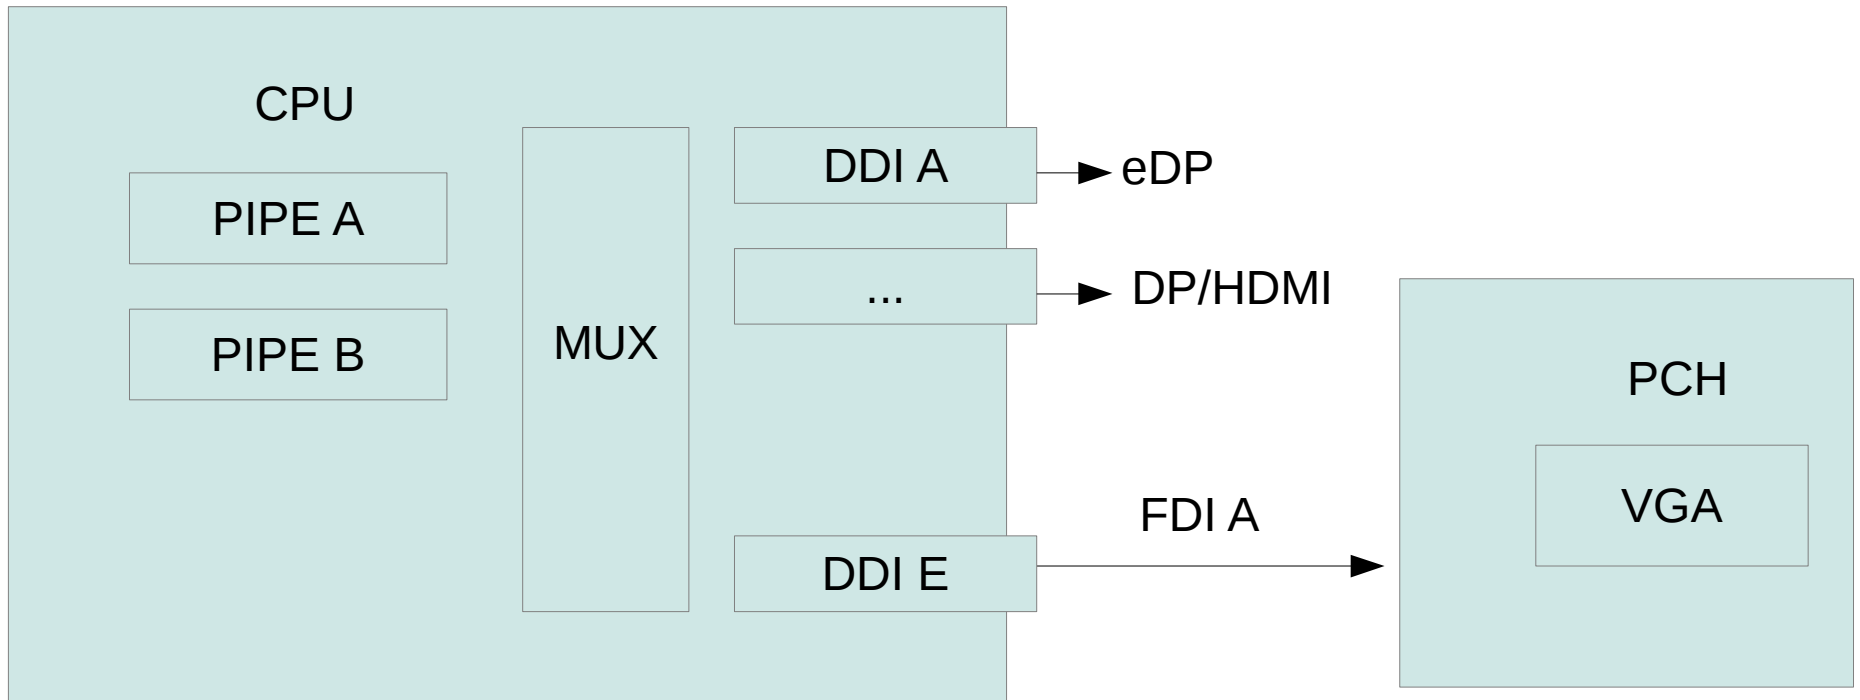 CPU
PIPE A
PIPE B
MUX
DDI A
eDP
...
DP/HDMI
DDI E
FDI A
PCH
VGA